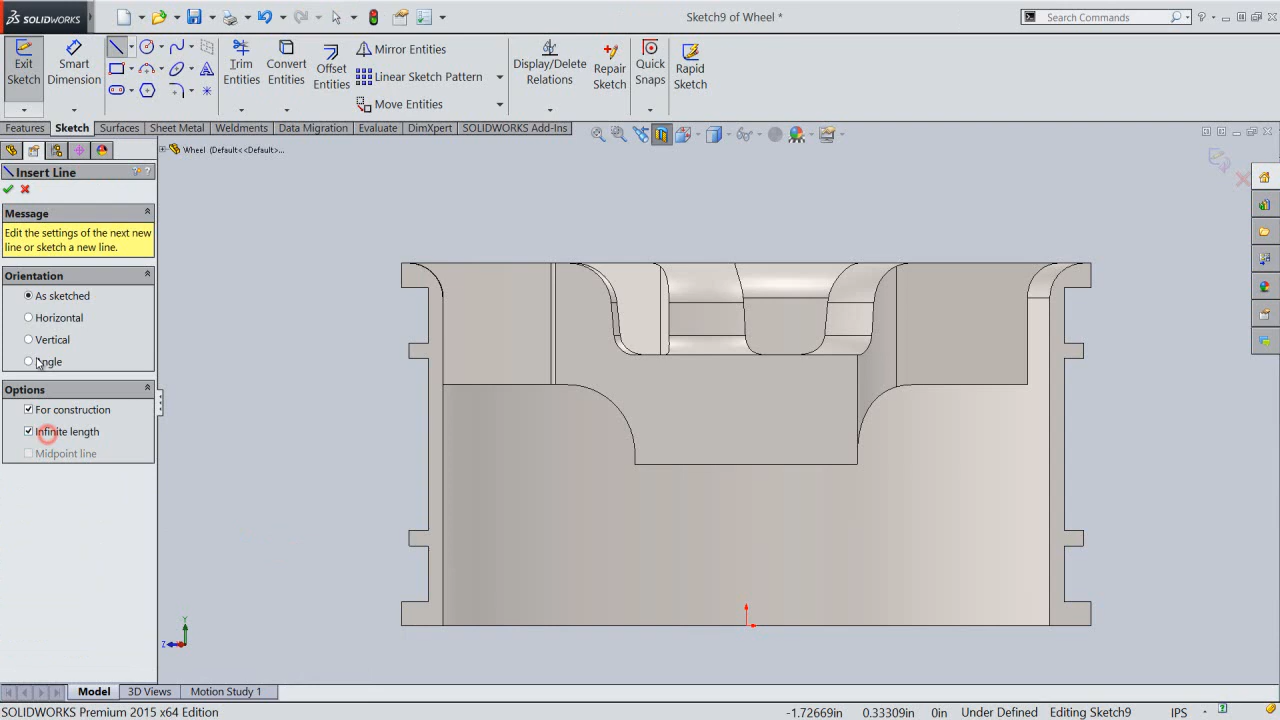 SOLIDWORKS
Sketch9 of Wheel *
Search Commands
Exit Sketch
Smart Dimension
Trim Entities
Convert Entities
Offset Entities
Mirror Entities
Linear Sketch Pattern
Move Entities
Display/Delete Relations
Repair Sketch
Quick Snaps
Rapid Sketch
Features
Sketch
Surfaces
Sheet Metal
Weldments
Data Migration
Evaluate
DimXpert
SOLIDWORKS Add-Ins
Wheel (Default<<Default>...
Insert Line
Message
Edit the settings of the next new
line or sketch a new line.
Orientation
As sketched
Horizontal
Vertical
Angle
Options
For construction
Infinite length
Midpoint line
Y
Z
Model
3D Views
Motion Study 1
SOLIDWORKS Premium 2015 x64 Edition
-1.72669in
0.33309in
0in
Under Defined
Editing Sketch9
IPS